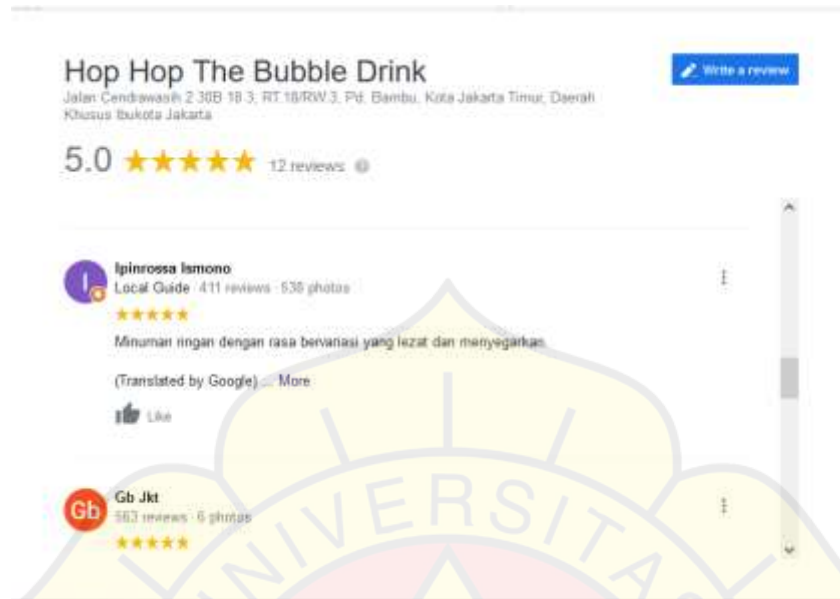 Hop Hop The Bubble Drink
Write a review
Jalan Cendrawasih 2 30B 18 3, RT.18/RW.3, Pd. Bambu, Kota Jakarta Timur, Daerah
Khusus Ibukota Jakarta
5.0 12 reviews
I
Ipinrossa Ismono
Local Guide · 411 reviews · 538 photos
Minuman ringan dengan rasa bervariasi yang lezat dan menyegarkan.
(Translated by Google) ... More
Like
Gb
Gb Jkt
563 reviews · 6 photos
UNIVERSITA